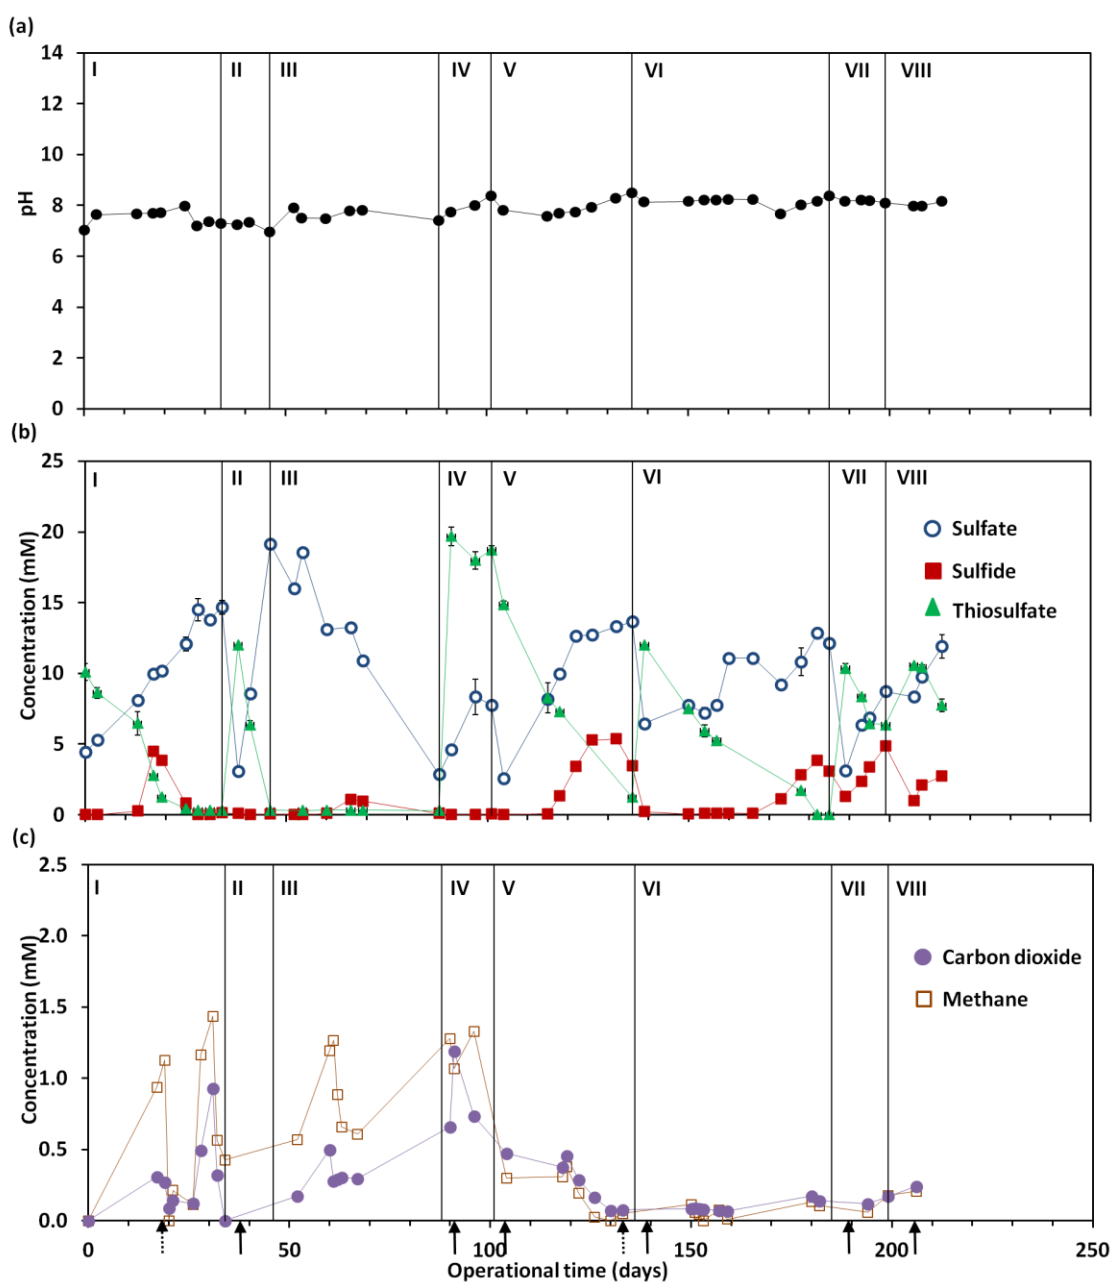 (a)
14
12
10
8
6
4
2
0
pH
I II III IV V VI VII VIII
(b)
25
20
15
10
5
0
Concentration (mM)
I II III IV V VI VII VIII
Sulfate
Sulfide
Thiosulfate
(c)
2.5
2.0
1.5
1.0
0.5
0.0
Concentration (mM)
I II III IV V VI VII VIII
Carbon dioxide
Methane
0 50 100 150 200 250
Operational time (days)